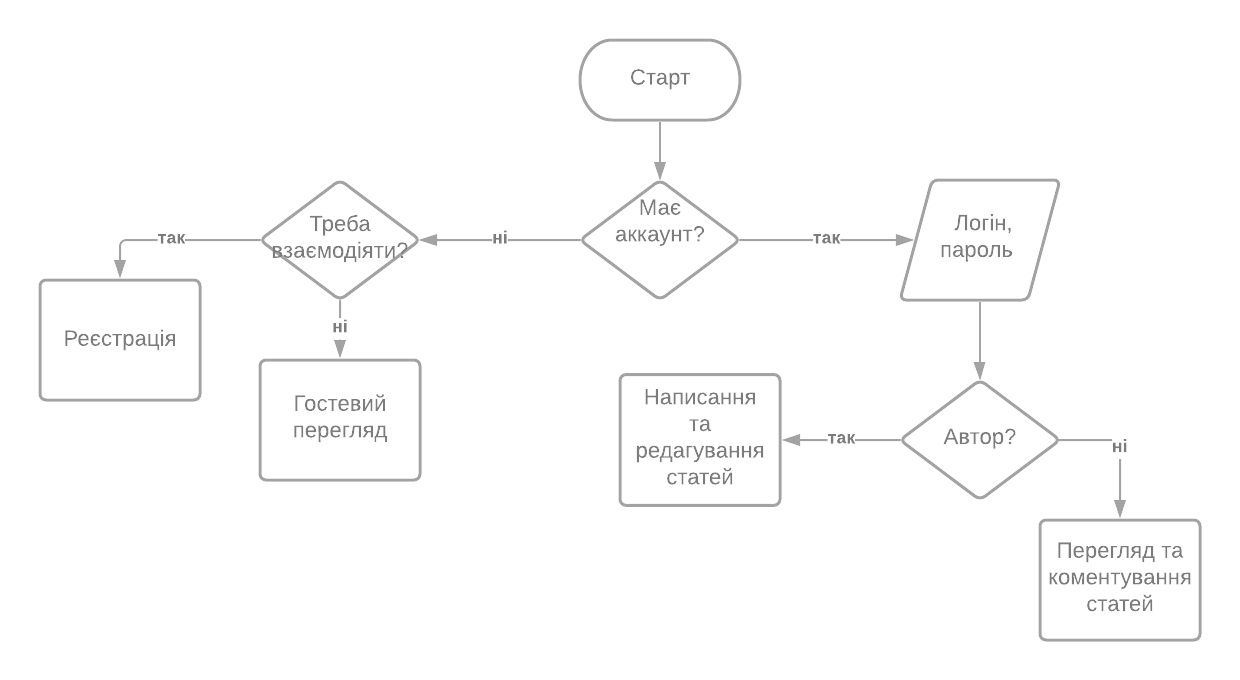 Старт
Має
аккаунт?
ні
так
Треба
взаємодіяти?
так
ні
Реєстрація
Гостевий
перегляд
Логін,
пароль
Автор?
так
ні
Написання
та
редагування
статей
Перегляд та
коментування
статей